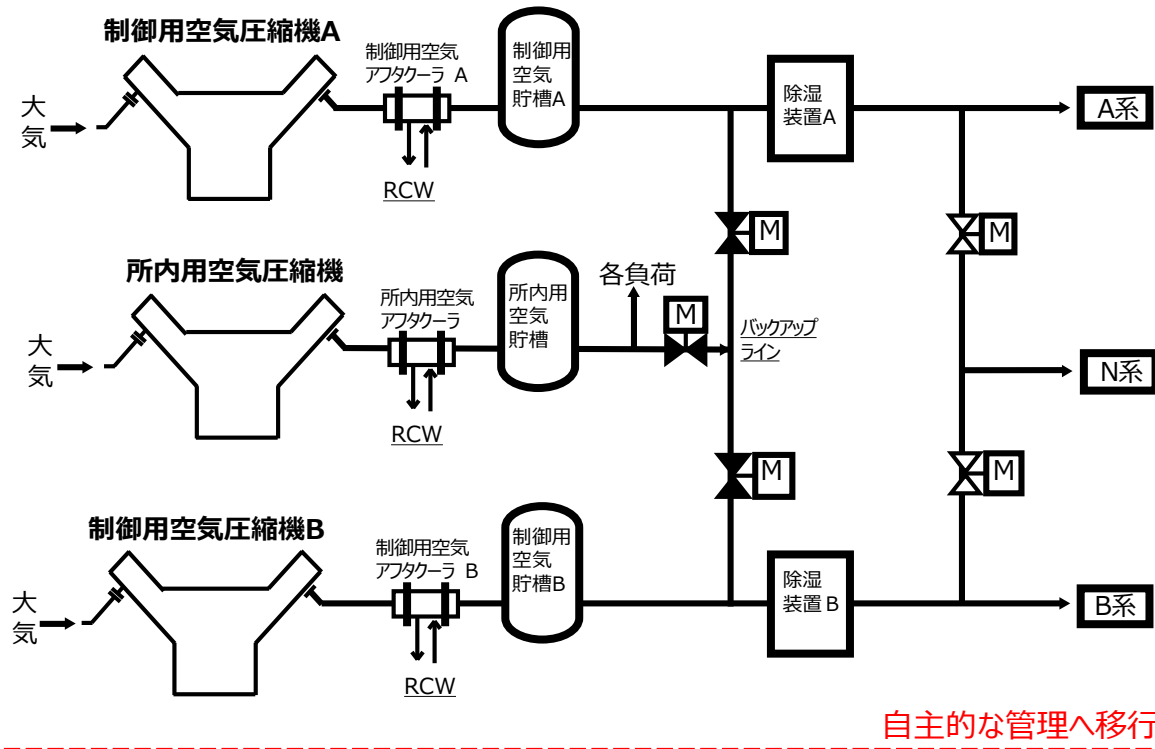 制御用空気圧縮機A
大
気
制御用空気
アフタクーラ A
RCW
制御用
空気
貯槽A
除湿
装置A
A系
M
M
所内用空気圧縮機
大
気
所内用空気
アフタクーラ
RCW
所内用
空気
貯槽
各負荷
M
バックアップ
ライン
N系
M
M
制御用空気圧縮機B
大
気
制御用空気
アフタクーラ B
RCW
制御用
空気
貯槽B
除湿
装置B
B系
自主的な管理へ移行